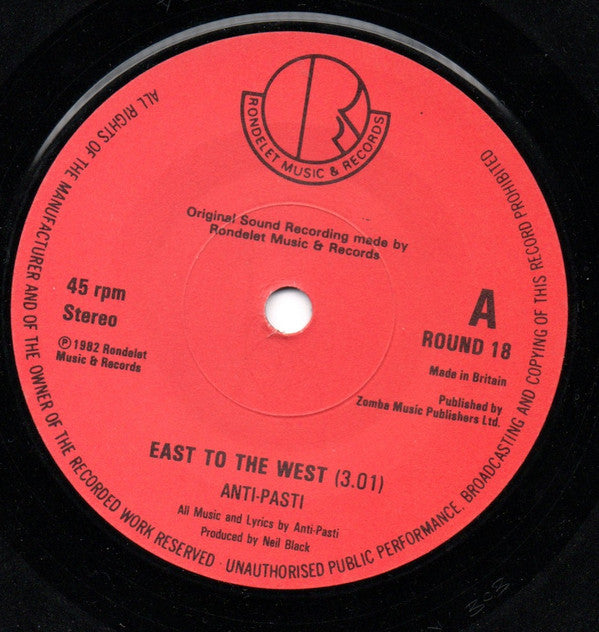 RONDELET MUSIC & RECORDS
Original Sound Recording made by
Rondelet Music & Records
45 rpm
Stereo
℗ 1982 Rondelet
Music & Records
A
ROUND 18
Made in Britain
Published by
Zomba Music Publishers Ltd.
EAST TO THE WEST (3.01)
ANTI-PASTI
All Music and Lyrics by Anti-Pasti
Produced by Neil Black
ALL RIGHTS OF THE MANUFACTURER AND OF THE OWNER OF THE RECORDED WORK RESERVED · UNAUTHORISED PUBLIC PERFORMANCE, BROADCASTING AND COPYING OF THIS RECORD PROHIBITED